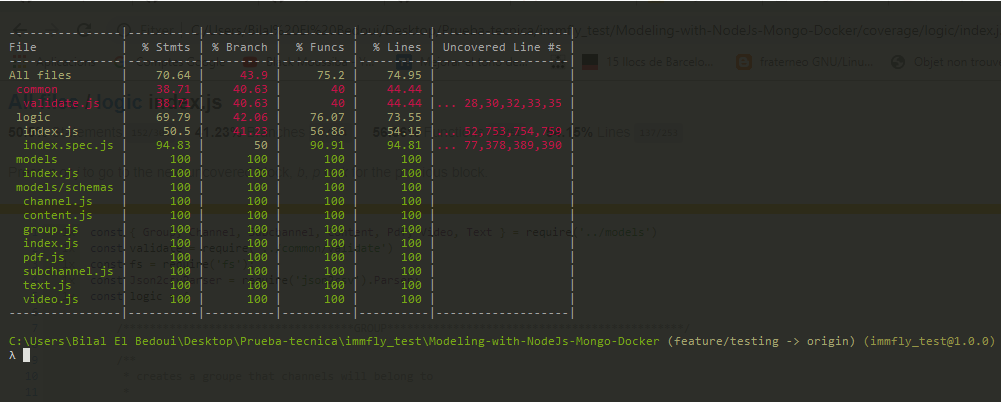 File | % Stmts | % Branch | % Funcs | % Lines | Uncovered Line #s |
All files | 70.64 | 43.9 | 75.2 | 74.95 | |
common | 38.71 | 40.63 | 40 | 44.44 | |
validate.js | 38.71 | 40.63 | 40 | 44.44 |... 28,30,32,33,35 |
logic | 69.79 | 42.06 | 76.07 | 73.55 | |
index.js | 50.5 | 41.23 | 56.86 | 54.15 |... 52,753,754,759 |
index.spec.js | 94.83 | 50 | 90.91 | 94.81 |... 77,378,389,390 |
models | 100 | 100 | 100 | 100 | |
index.js | 100 | 100 | 100 | 100 | |
models/schemas | 100 | 100 | 100 | 100 | |
channel.js | 100 | 100 | 100 | 100 | |
content.js | 100 | 100 | 100 | 100 | |
group.js | 100 | 100 | 100 | 100 | |
index.js | 100 | 100 | 100 | 100 | |
pdf.js | 100 | 100 | 100 | 100 | |
subchannel.js | 100 | 100 | 100 | 100 | |
text.js | 100 | 100 | 100 | 100 | |
video.js | 100 | 100 | 100 | 100 | |
C:\Users\Bilal El Bedoui\Desktop\Prueba-tecnica\immfly_test\Modeling-with-NodeJs-Mongo-Docker (feature/testing -> origin) (immfly_test@1.0.0)
λ